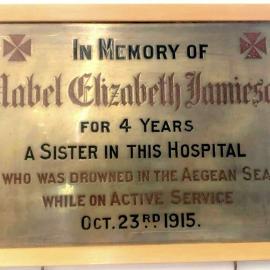 IN MEMORY OF
Mabel Elizabeth Jamieson
FOR 4 YEARS
A SISTER IN THIS HOSPITAL
WHO WAS DROWNED IN THE AEGEAN SEA
WHILE ON ACTIVE SERVICE
OCT. 23RD 1915.